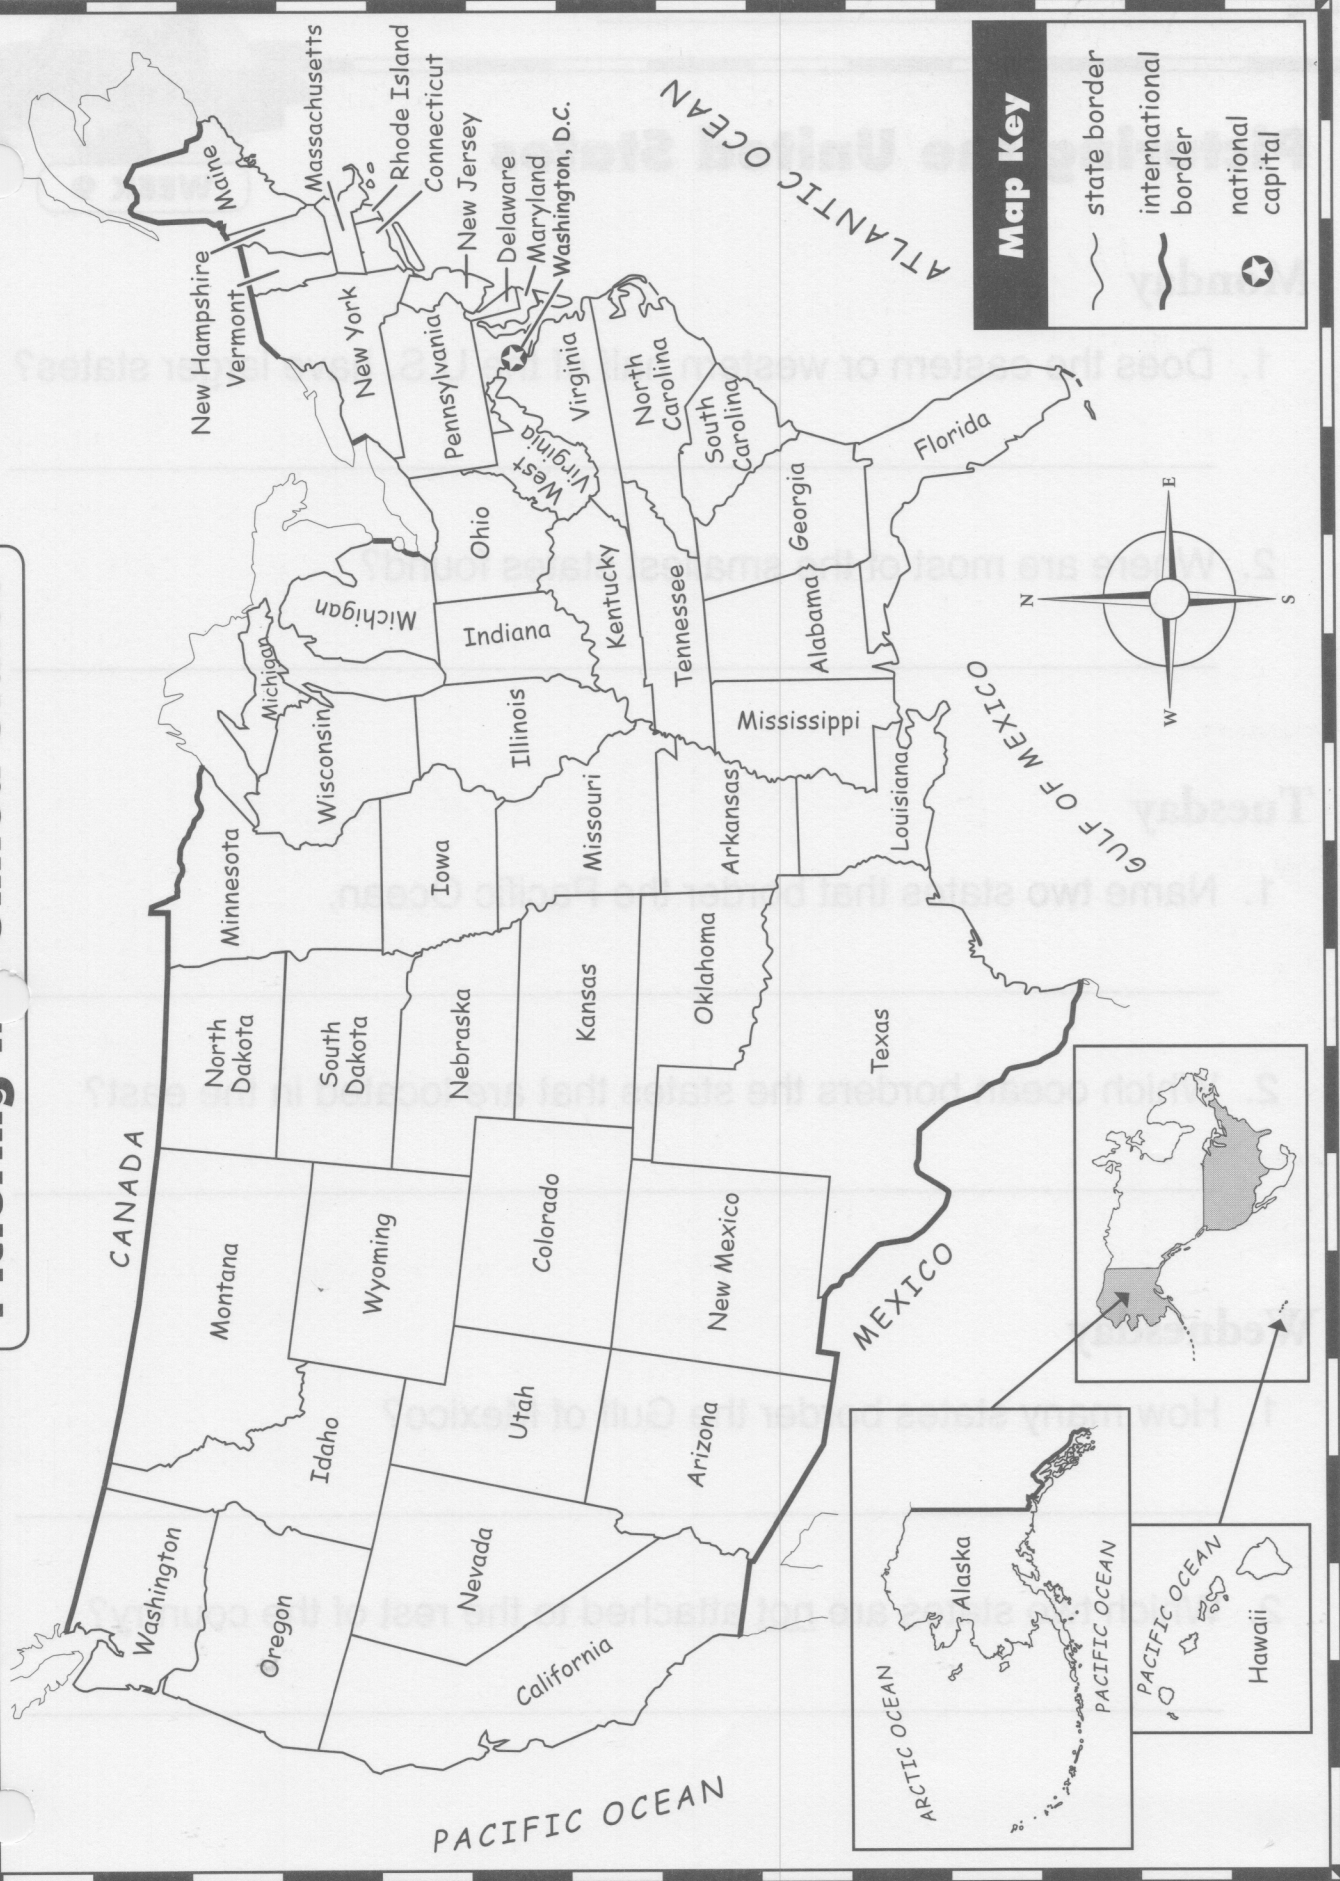 CANADA
Washington
Oregon
California
Nevada
Idaho
Montana
Wyoming
Utah
Arizona
Colorado
New Mexico
North
Dakota
South
Dakota
Nebraska
Kansas
Oklahoma
Texas
Minnesota
Iowa
Missouri
Arkansas
Louisiana
Wisconsin
Illinois
Michigan
Michigan
Indiana
Ohio
Kentucky
Tennessee
Mississippi
Alabama
Georgia
Florida
South
Carolina
North
Carolina
Virginia
West
Virginia
Pennsylvania
New York
Vermont
New Hampshire
Maine
Massachusetts
Rhode Island
Connecticut
New Jersey
Delaware
Maryland
Washington, D.C.
PACIFIC OCEAN
ATLANTIC OCEAN
GULF OF MEXICO
MEXICO
ARCTIC OCEAN
Alaska
PACIFIC OCEAN
PACIFIC OCEAN
Hawaii
N
E
S
W
Map Key
state border
international
border
national
capital
WEEK 9
Picturing the United States
Monday
1. Does the eastern or western half of the U.S. have larger states?
2. Where are most of the smallest states found?
Tuesday
1. Name two states that border the Pacific Ocean.
2. Which ocean borders the states that are located in the east?
Wednesday
1. How many states border the Gulf of Mexico?
2. Which two states are not attached to the rest of the country?